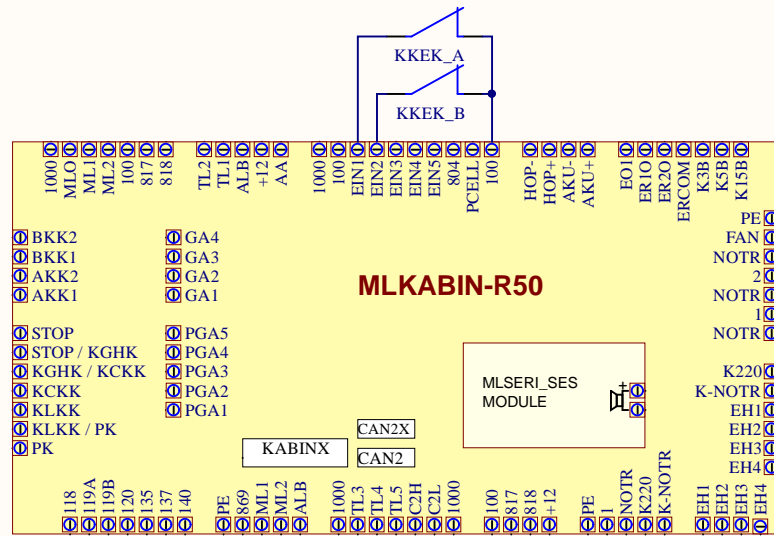 KKEK_A
KKEK_B
1000 MLO ML1 ML2 100 817 818 TL2 TL1 ALB +12 AA 1000 100 EIN1 EIN2 EIN3 EIN4 EIN5 804 PCELL 100 HOP- HOP+ AKU- AKU+ EO1 ER1O ER2O ERCOM K3B K5B K15B
PE
BKK2 GA4 FAN
BKK1 GA3 NOTR
AKK2 GA2 2
AKK1 GA1 NOTR
MLKABIN-R50
1
STOP PGA5 NOTR
STOP / KGHK PGA4
KGHK / KCKK PGA3 K220
KCKK PGA2 K-NOTR
KLKK PGA1 EH1
KLKK / PK EH2
PK EH3
EH4
MLSERI_SES
MODULE
+
CAN2X
KABINX
CAN2
118 119A 119B 120 135 137 140 PE 869 ML1 ML2 ALB 1000 TL3 TL4 TL5 C2H C2L 1000 100 817 818 +12 PE 1 NOTR K220 K-NOTR EH1 EH2 EH3 EH4